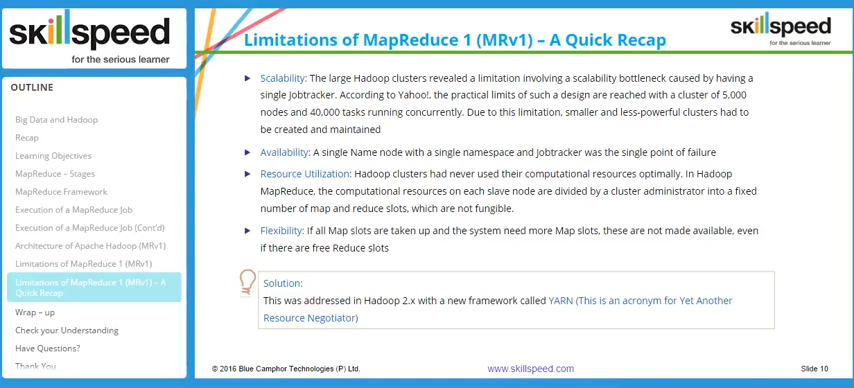 skillspeed
for the serious learner
OUTLINE
Big Data and Hadoop
Recap
Learning Objectives
MapReduce – Stages
MapReduce Framework
Execution of a MapReduce Job
Execution of a MapReduce Job (Cont'd)
Architecture of Apache Hadoop (MRv1)
Limitations of MapReduce 1 (MRv1)
Limitations of MapReduce 1 (MRv1) – A
Quick Recap
Wrap – up
Check your Understanding
Have Questions?
Thank You
Limitations of MapReduce 1 (MRv1) – A Quick Recap
skillspeed
for the serious learner
Scalability: The large Hadoop clusters revealed a limitation involving a scalability bottleneck caused by having a
single Jobtracker. According to Yahoo!, the practical limits of such a design are reached with a cluster of 5,000
nodes and 40,000 tasks running concurrently. Due to this limitation, smaller and less-powerful clusters had to
be created and maintained
Availability: A single Name node with a single namespace and Jobtracker was the single point of failure
Resource Utilization: Hadoop clusters had never used their computational resources optimally. In Hadoop
MapReduce, the computational resources on each slave node are divided by a cluster administrator into a fixed
number of map and reduce slots, which are not fungible.
Flexibility: If all Map slots are taken up and the system need more Map slots, these are not made available, even
if there are free Reduce slots
Solution:
This was addressed in Hadoop 2.x with a new framework called YARN (This is an acronym for Yet Another
Resource Negotiator)
© 2016 Blue Camphor Technologies (P) Ltd.
www.skillspeed.com
Slide 10